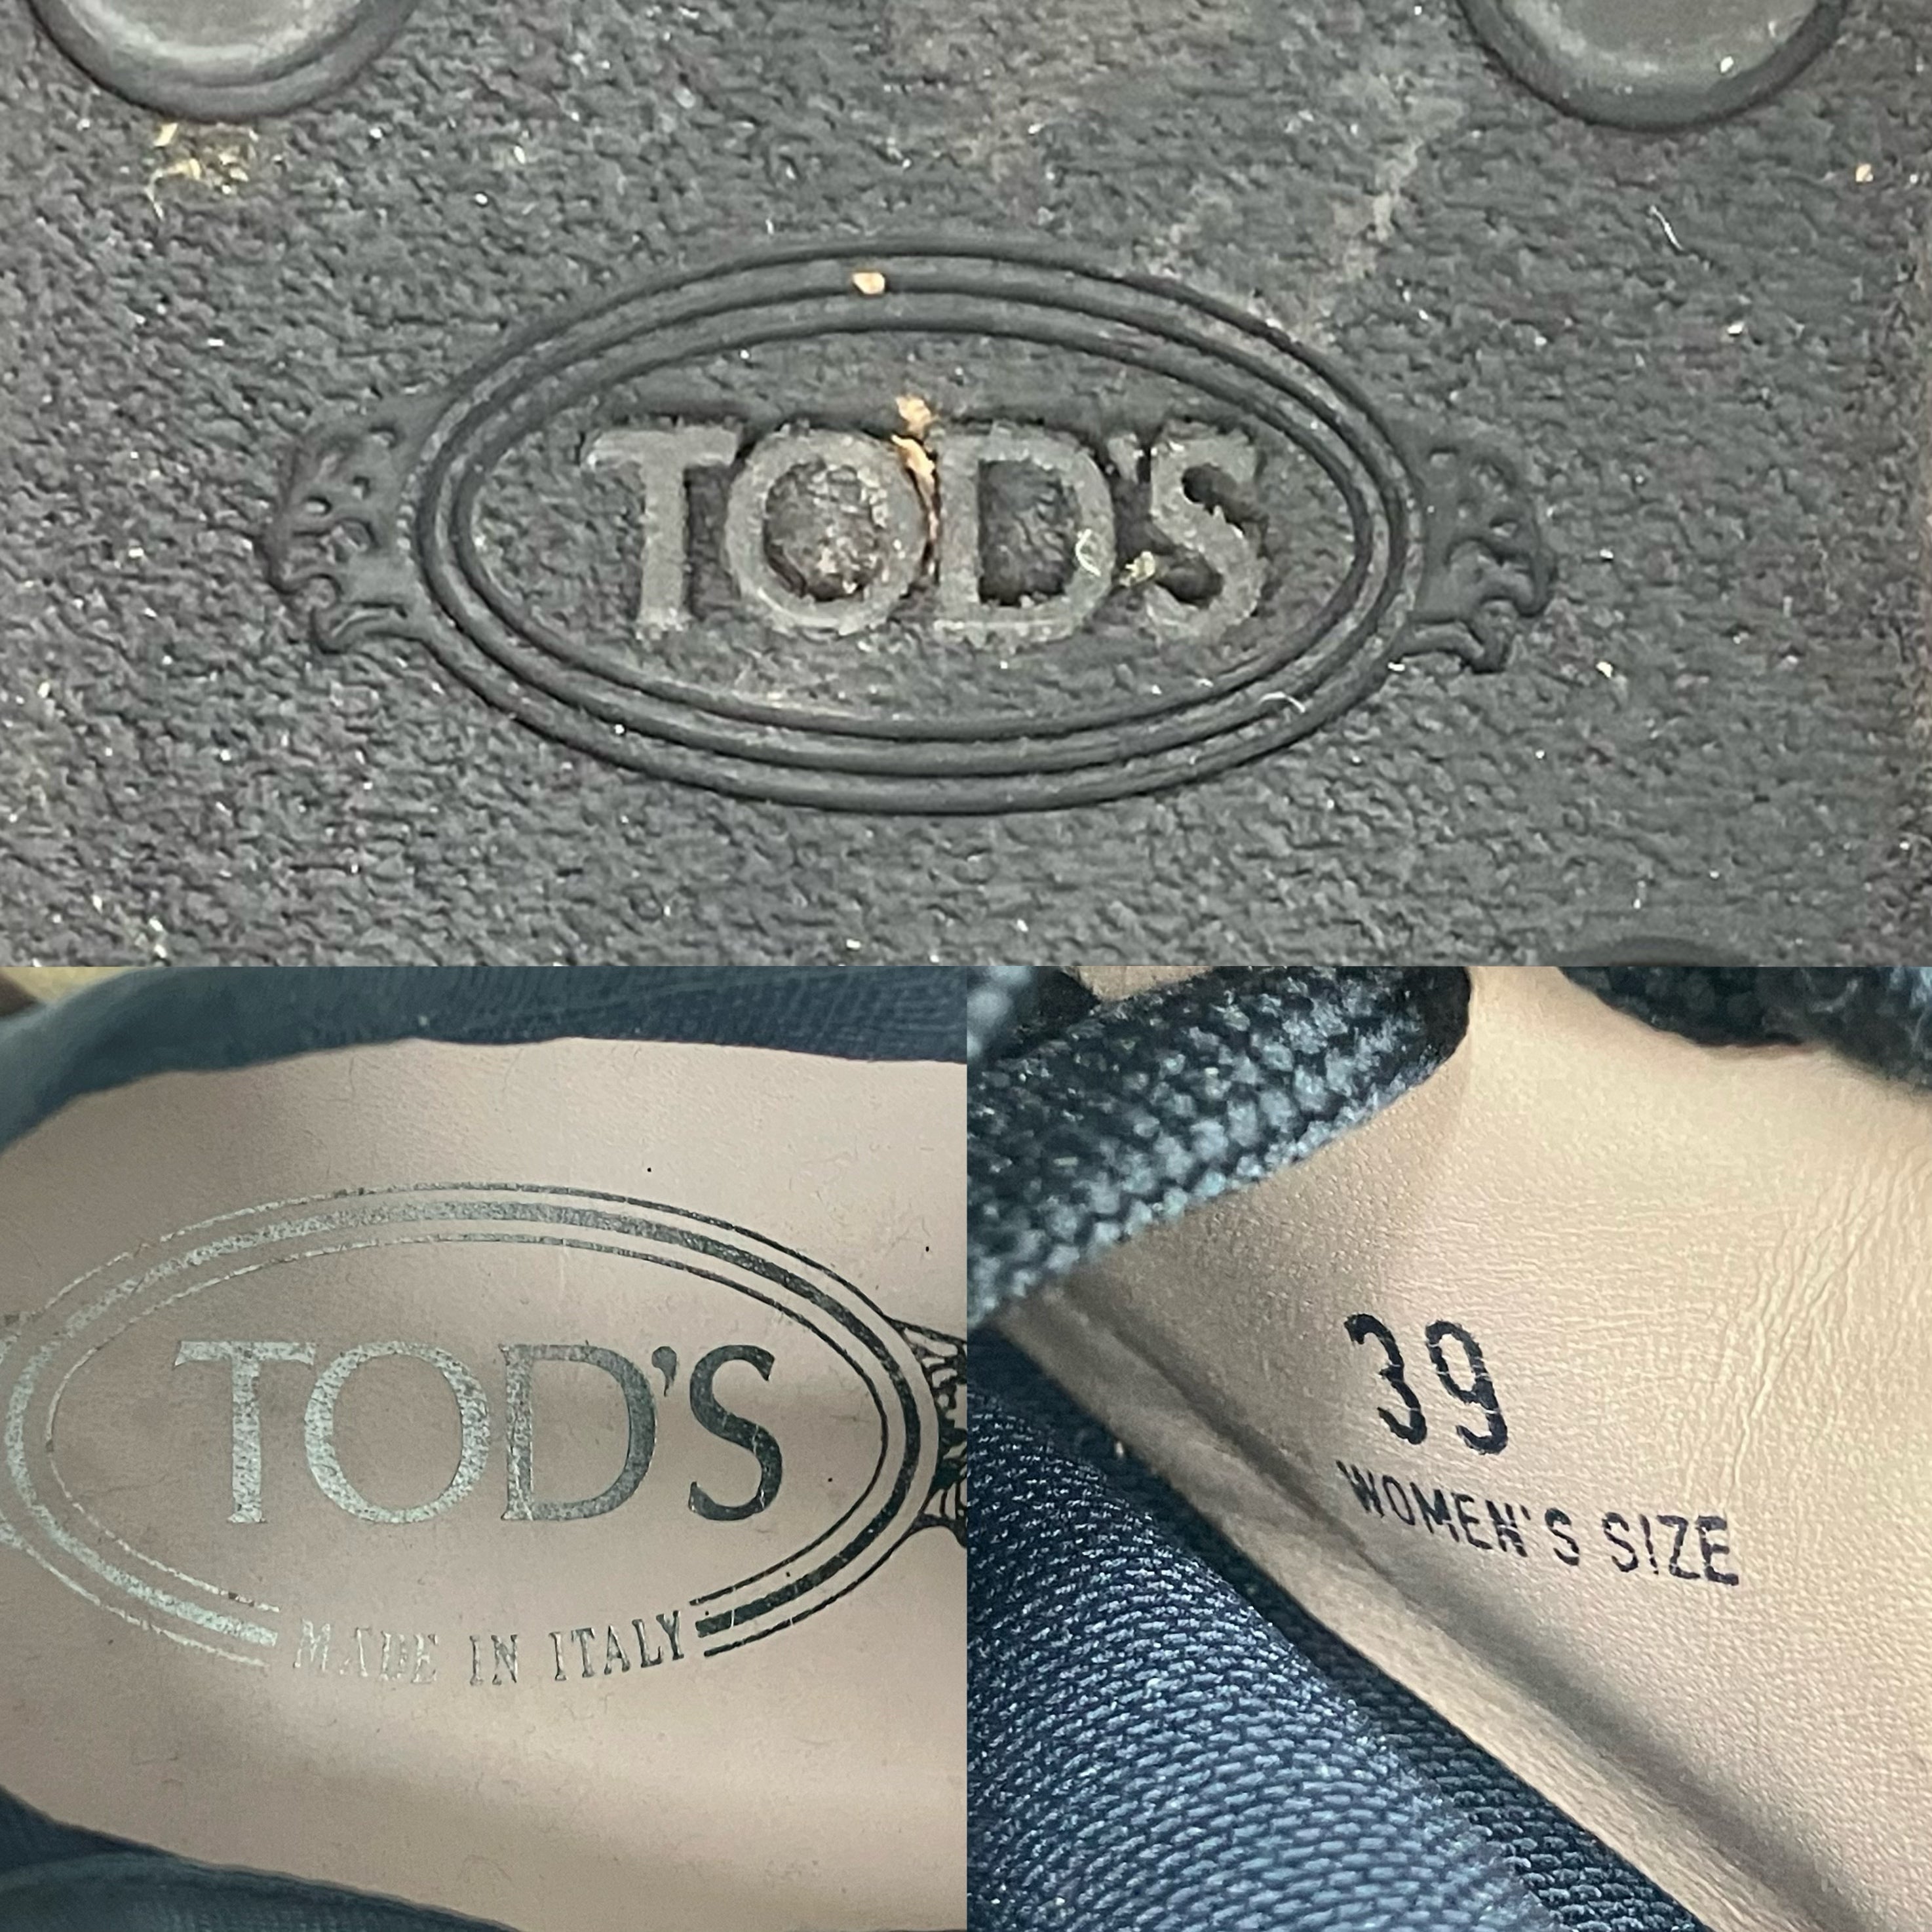 TOD'S
TOD'S
MADE IN ITALY
39
WOMEN'S SIZE